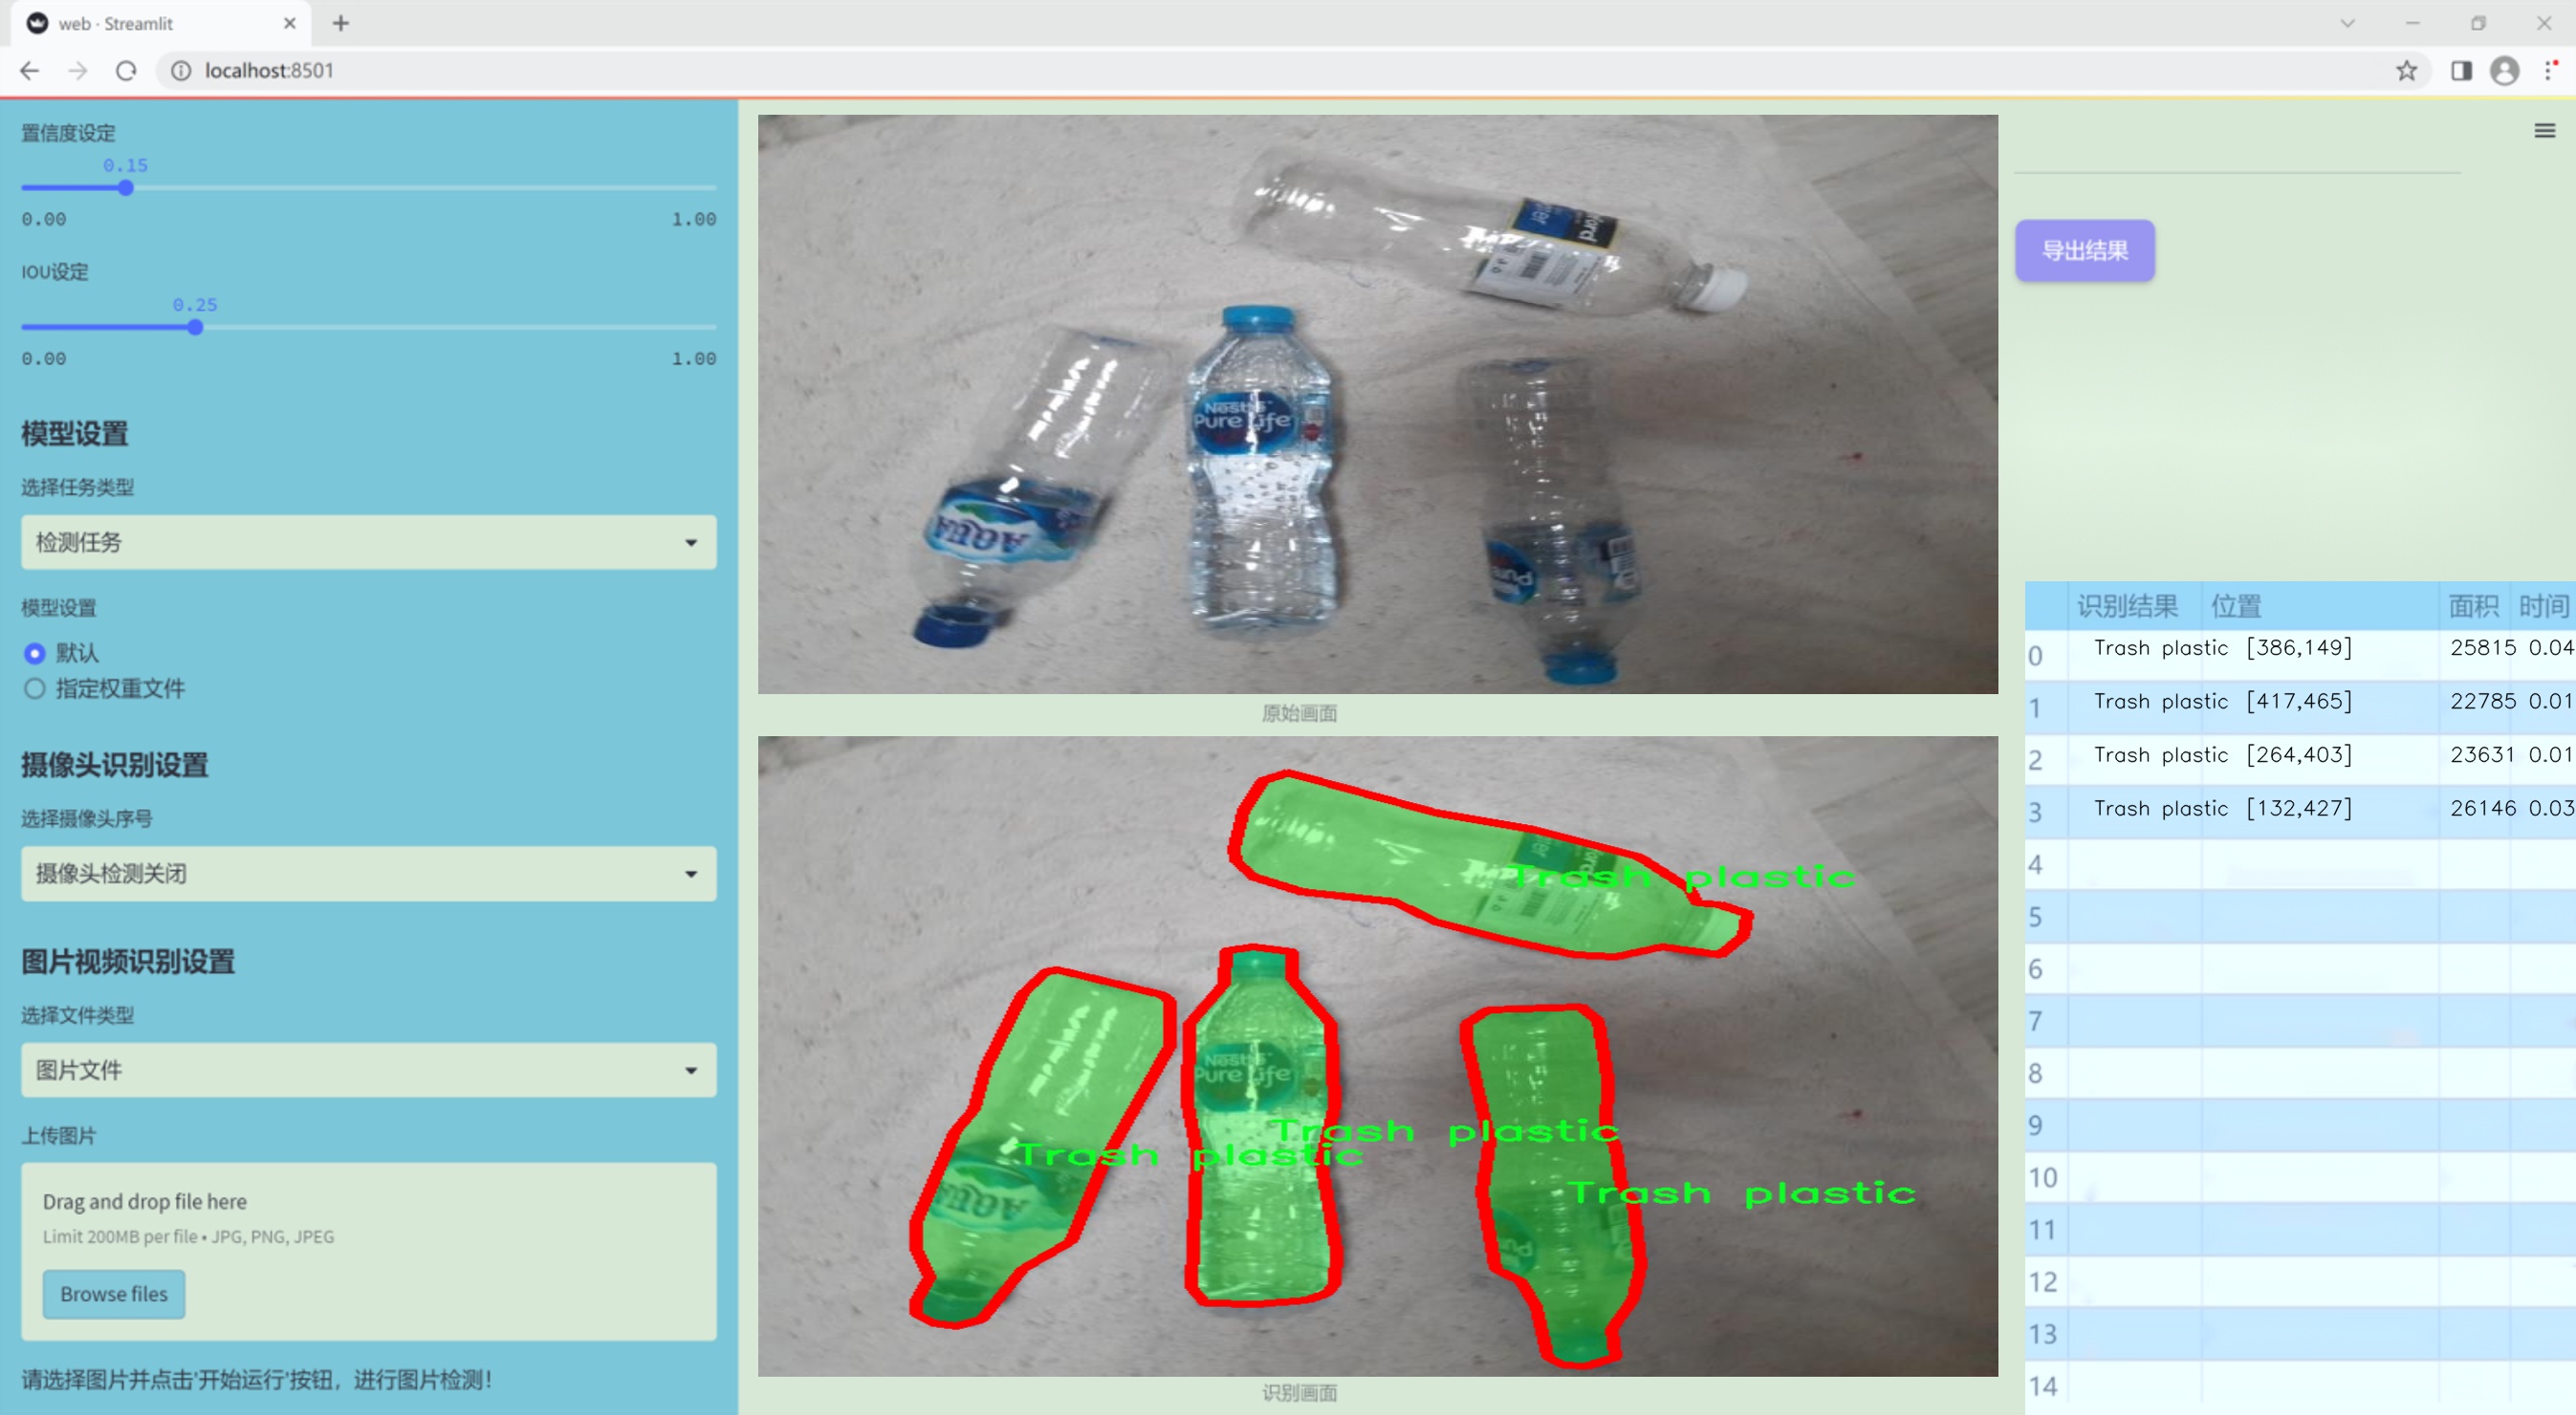 web · Streamlit
localhost:8501
置信度设定
0.15
0.00 1.00
IOU设定
0.25
0.00 1.00
模型设置
选择任务类型
检测任务
模型设置
默认
指定权重文件
摄像头识别设置
选择摄像头序号
摄像头检测关闭
图片视频识别设置
选择文件类型
图片文件
上传图片
Drag and drop file here
Limit 200MB per file • JPG, PNG, JPEG
Browse files
请选择图片并点击'开始运行'按钮，进行图片检测!
Nestlé
Pure Life
AQUA
原始画面
Trash plastic
Nestlé
Pure Life
Trash plastic
Trash plastic
AQUA
Trash plastic
识别画面
导出结果
识别结果 位置 面积 时间
0 Trash plastic [386,149] 25815 0.04
1 Trash plastic [417,465] 22785 0.01
2 Trash plastic [264,403] 23631 0.01
3 Trash plastic [132,427] 26146 0.03
4
5
6
7
8
9
10
11
12
13
14